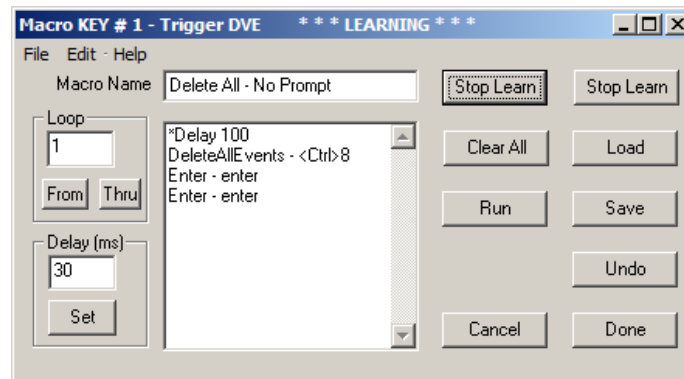 Macro KEY # 1 - Trigger DVE * * * LEARNING * * *
File Edit - Help
Macro Name
Delete All - No Prompt
Stop Learn
Stop Learn
Loop
1
From
Thru
*Delay 100
DeleteAllEvents - <Ctrl>8
Enter - enter
Enter - enter
Clear All
Load
Run
Save
Delay (ms)
30
Set
Undo
Cancel
Done